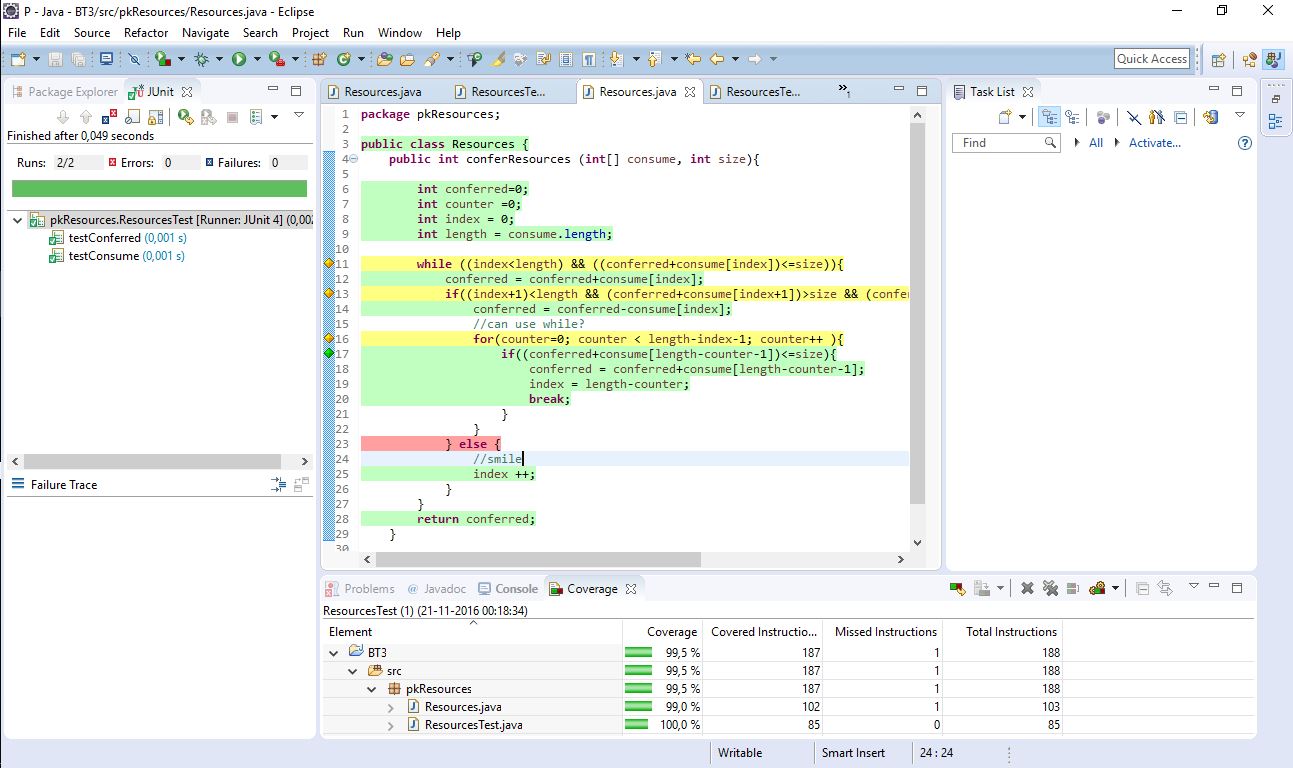 P - Java - BT3/src/pkResources/Resources.java - Eclipse
File Edit Source Refactor Navigate Search Project Run Window Help
Quick Access
Package Explorer JUnit
Finished after 0,049 seconds
Runs: 2/2 Errors: 0 Failures: 0
pkResources.ResourcesTest [Runner: JUnit 4] (0,002
testConferred (0,001 s)
testConsume (0,001 s)
Failure Trace
Resources.java ResourcesTe... Resources.java ResourcesTe... »1
1 package pkResources;
2
3 public class Resources {
4 public int conferResources (int[] consume, int size){
5
6 int conferred=0;
7 int counter =0;
8 int index = 0;
9 int length = consume.length;
10
11 while ((index<length) && ((conferred+consume[index])<=size)){
12 conferred = conferred+consume[index];
13 if((index+1)<length && (conferred+consume[index+1])>size && (confer
14 conferred = conferred-consume[index];
15 //can use while?
16 for(counter=0; counter < length-index-1; counter++ ){
17 if((conferred+consume[length-counter-1])<=size){
18 conferred = conferred+consume[length-counter-1];
19 index = length-counter;
20 break;
21 }
22 }
23 } else {
24 //smile
25 index ++;
26 }
27 }
28 return conferred;
29 }
30
Task List
Find All Activate...
Problems @ Javadoc Console Coverage
ResourcesTest (1) (21-11-2016 00:18:34)
Element Coverage Covered Instructio... Missed Instructions Total Instructions
BT3 99,5 % 187 1 188
src 99,5 % 187 1 188
pkResources 99,5 % 187 1 188
Resources.java 99,0 % 102 1 103
ResourcesTest.java 100,0 % 85 0 85
Writable Smart Insert 24 : 24